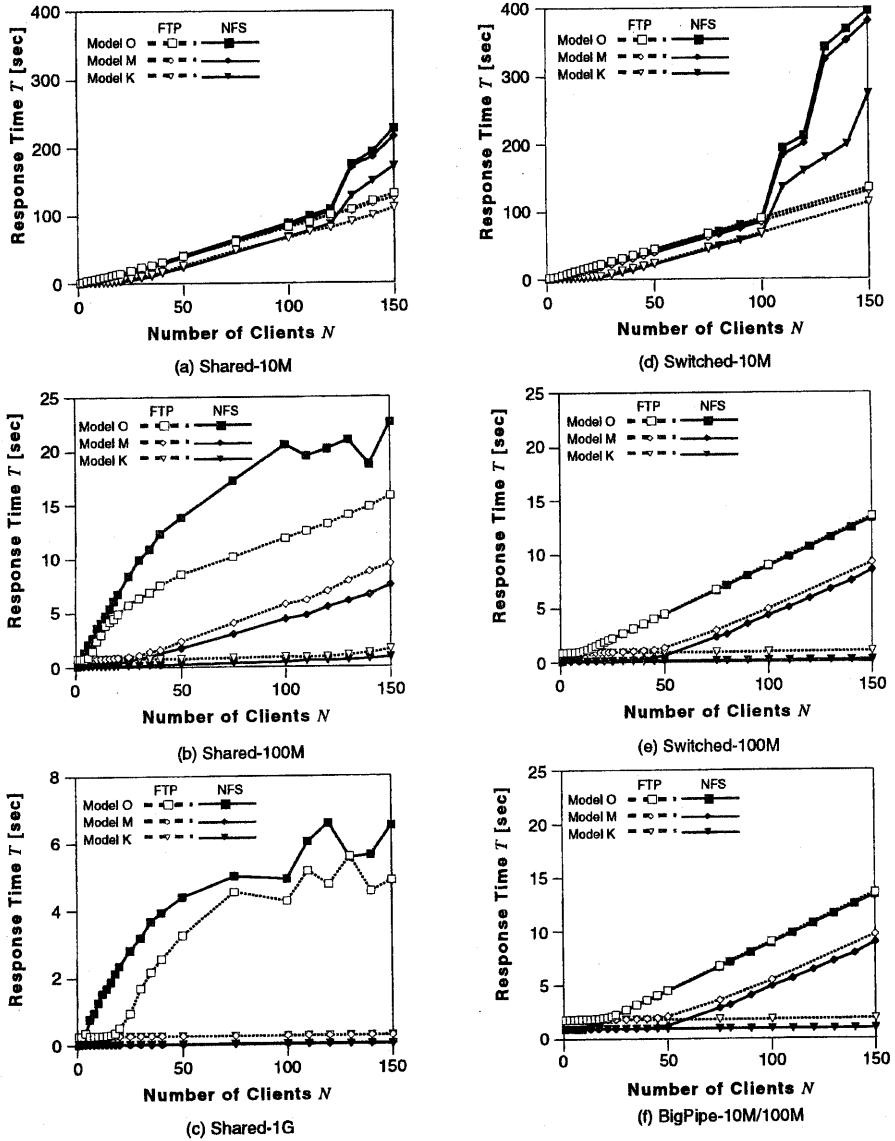 FTP NFS
Model O
Model M
Model K
Response Time T [sec]
400
300
200
100
0
0 50 100 150
Number of Clients N
(a) Shared-10M
FTP NFS
Model O
Model M
Model K
Response Time T [sec]
400
300
200
100
0
0 50 100 150
Number of Clients N
(d) Switched-10M
FTP NFS
Model O
Model M
Model K
Response Time T [sec]
25
20
15
10
5
0
0 50 100 150
Number of Clients N
(b) Shared-100M
FTP NFS
Model O
Model M
Model K
Response Time T [sec]
25
20
15
10
5
0
0 50 100 150
Number of Clients N
(e) Switched-100M
FTP NFS
Model O
Model M
Model K
Response Time T [sec]
8
6
4
2
0
0 50 100 150
Number of Clients N
(c) Shared-1G
FTP NFS
Model O
Model M
Model K
Response Time T [sec]
25
20
15
10
5
0
0 50 100 150
Number of Clients N
(f) BigPipe-10M/100M